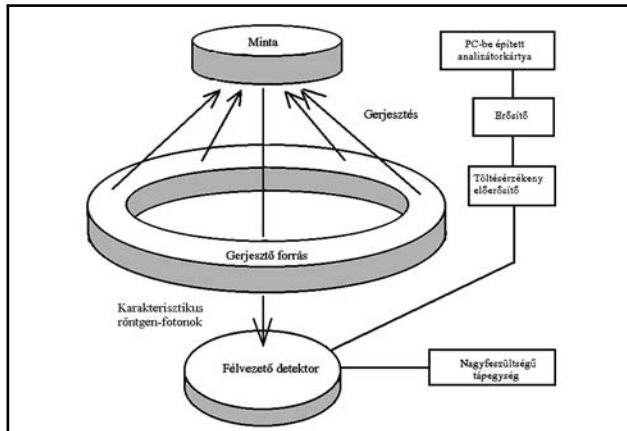 Minta
PC-be épített
analizátorkártya
Gerjesztés
Erősítő
Töltésérzékeny
előerősítő
Gerjesztő forrás
Karakterisztikus
röntgen-fotonok
Félvezető detektor
Nagyfeszültségű
tápegység